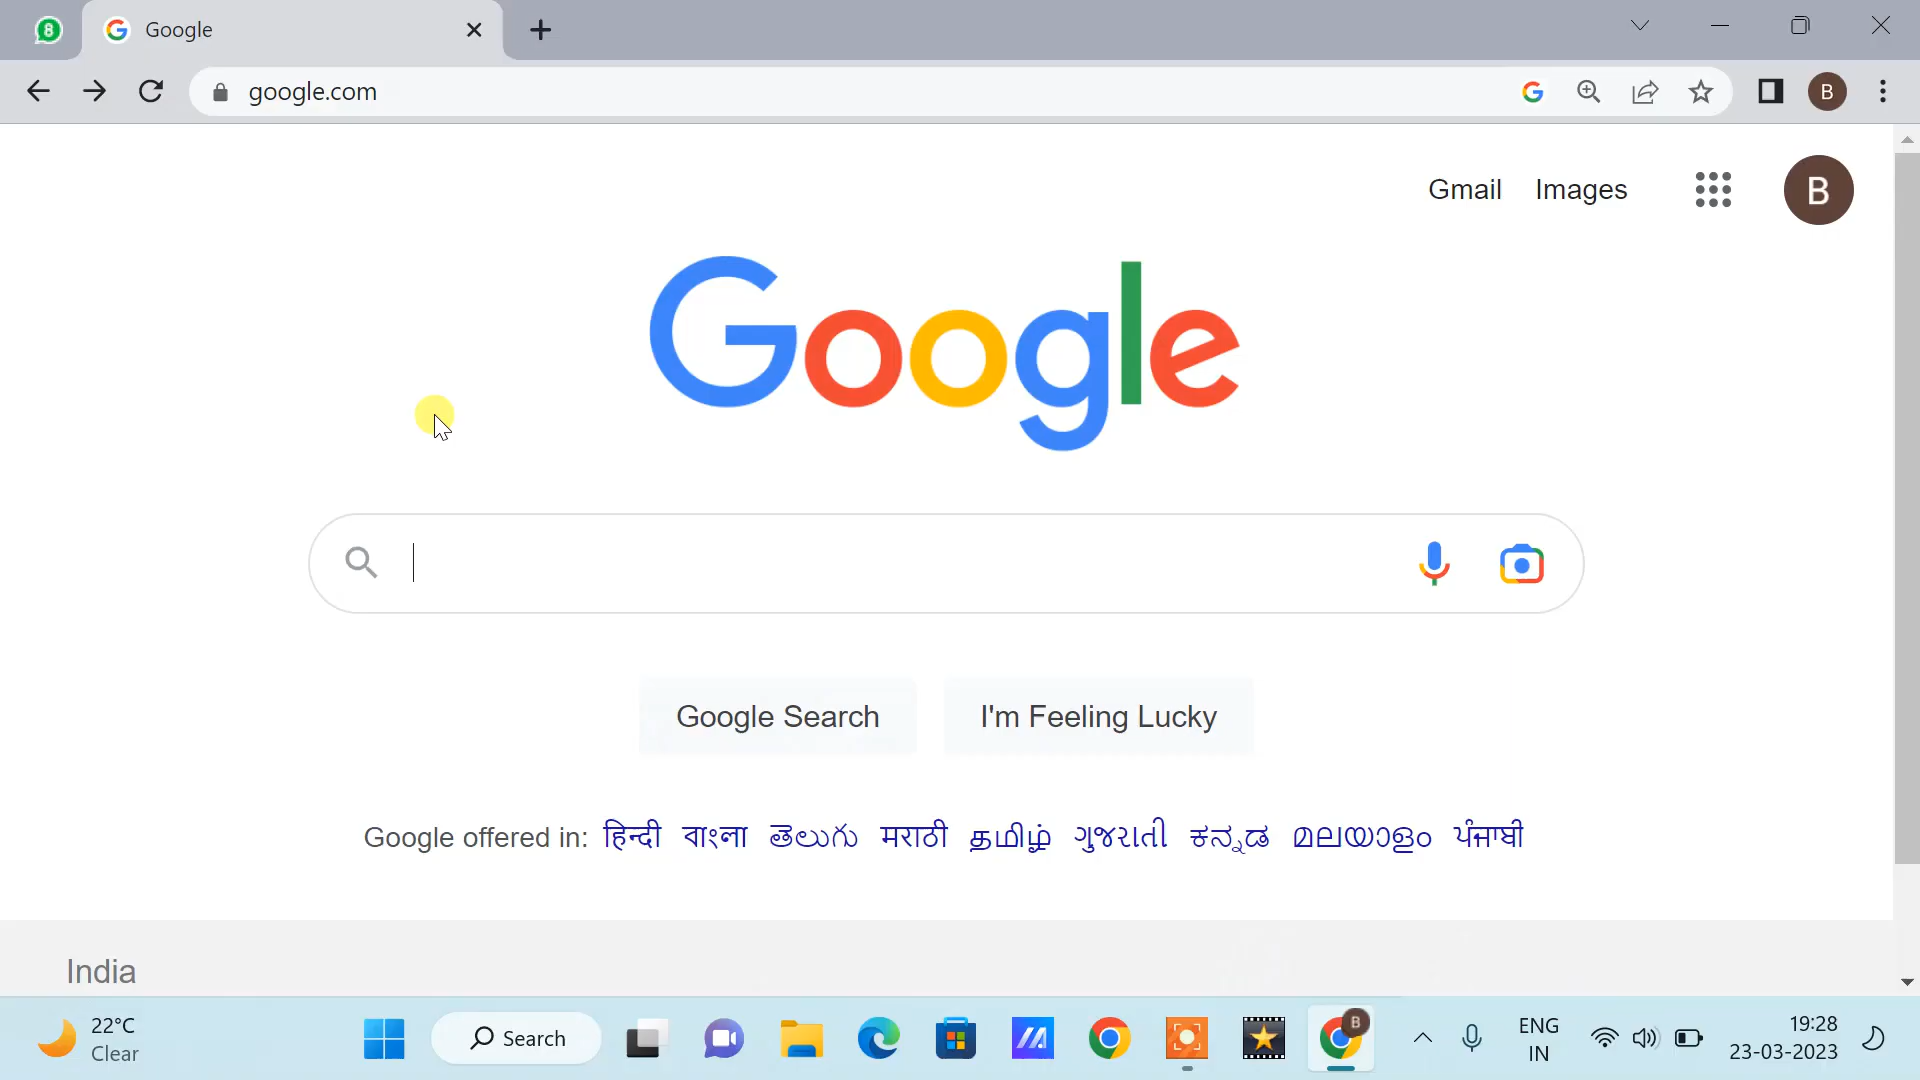 8
Google
google.com
B
Gmail Images
B
Google
Google Search I'm Feeling Lucky
Google offered in: हिन्दी বাংলা తెలుగు मराठी தமிழ் ગુજરાતી ಕನ್ನಡ മലയാളം ਪੰਜਾਬੀ
India
22°C
Clear
Search
B
ENG
IN
19:28
23-03-2023